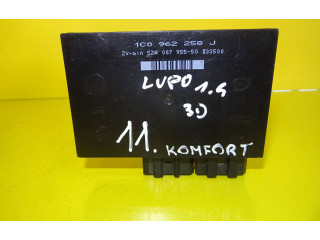 1C0 962 258 J
LUPO 1.4
3D
11. KOMFORT